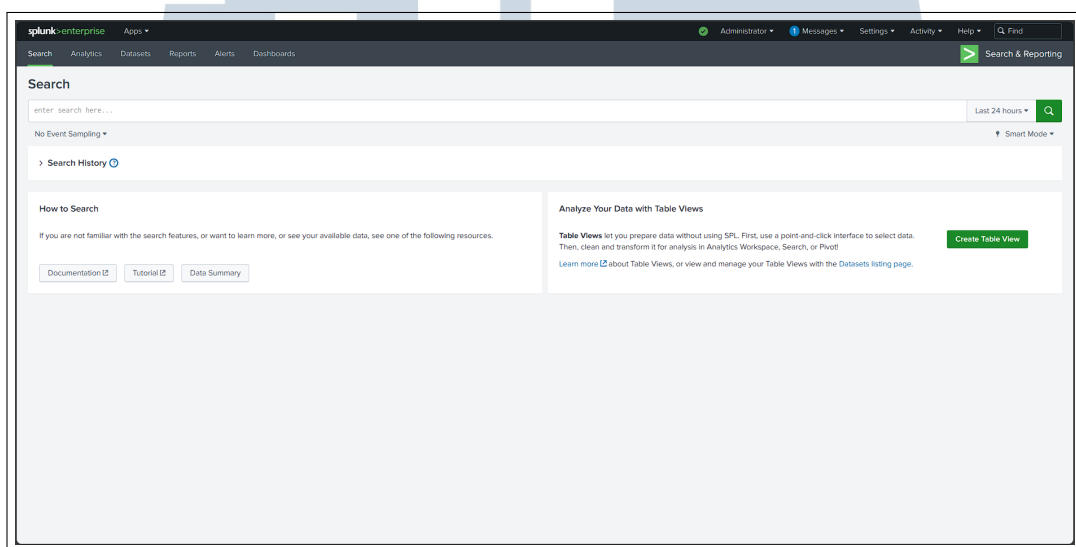 splunk>enterprise Apps Administrator 1 Messages Settings Activity Help Find
Search Analytics Datasets Reports Alerts Dashboards Search & Reporting
Search
enter search here... Last 24 hours
No Event Sampling Smart Mode
> Search History ?
How to Search
If you are not familiar with the search features, or want to learn more, or see your available data, see one of the following resources.
Documentation Tutorial Data Summary
Analyze Your Data with Table Views
Table Views let you prepare data without using SPL. First, use a point-and-click interface to select data.
Then, clean and transform it for analysis in Analytics Workspace, Search, or Pivot!
Create Table View
Learn more about Table Views, or view and manage your Table Views with the Datasets listing page.